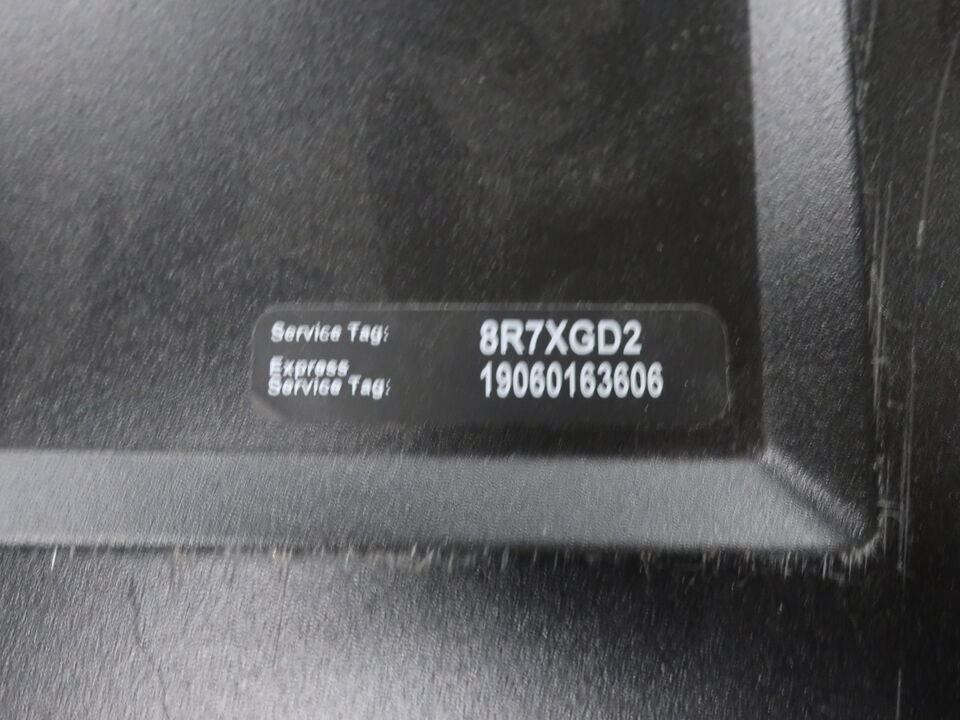 Service Tag: 8R7XGD2
Express
Service Tag: 19060163606